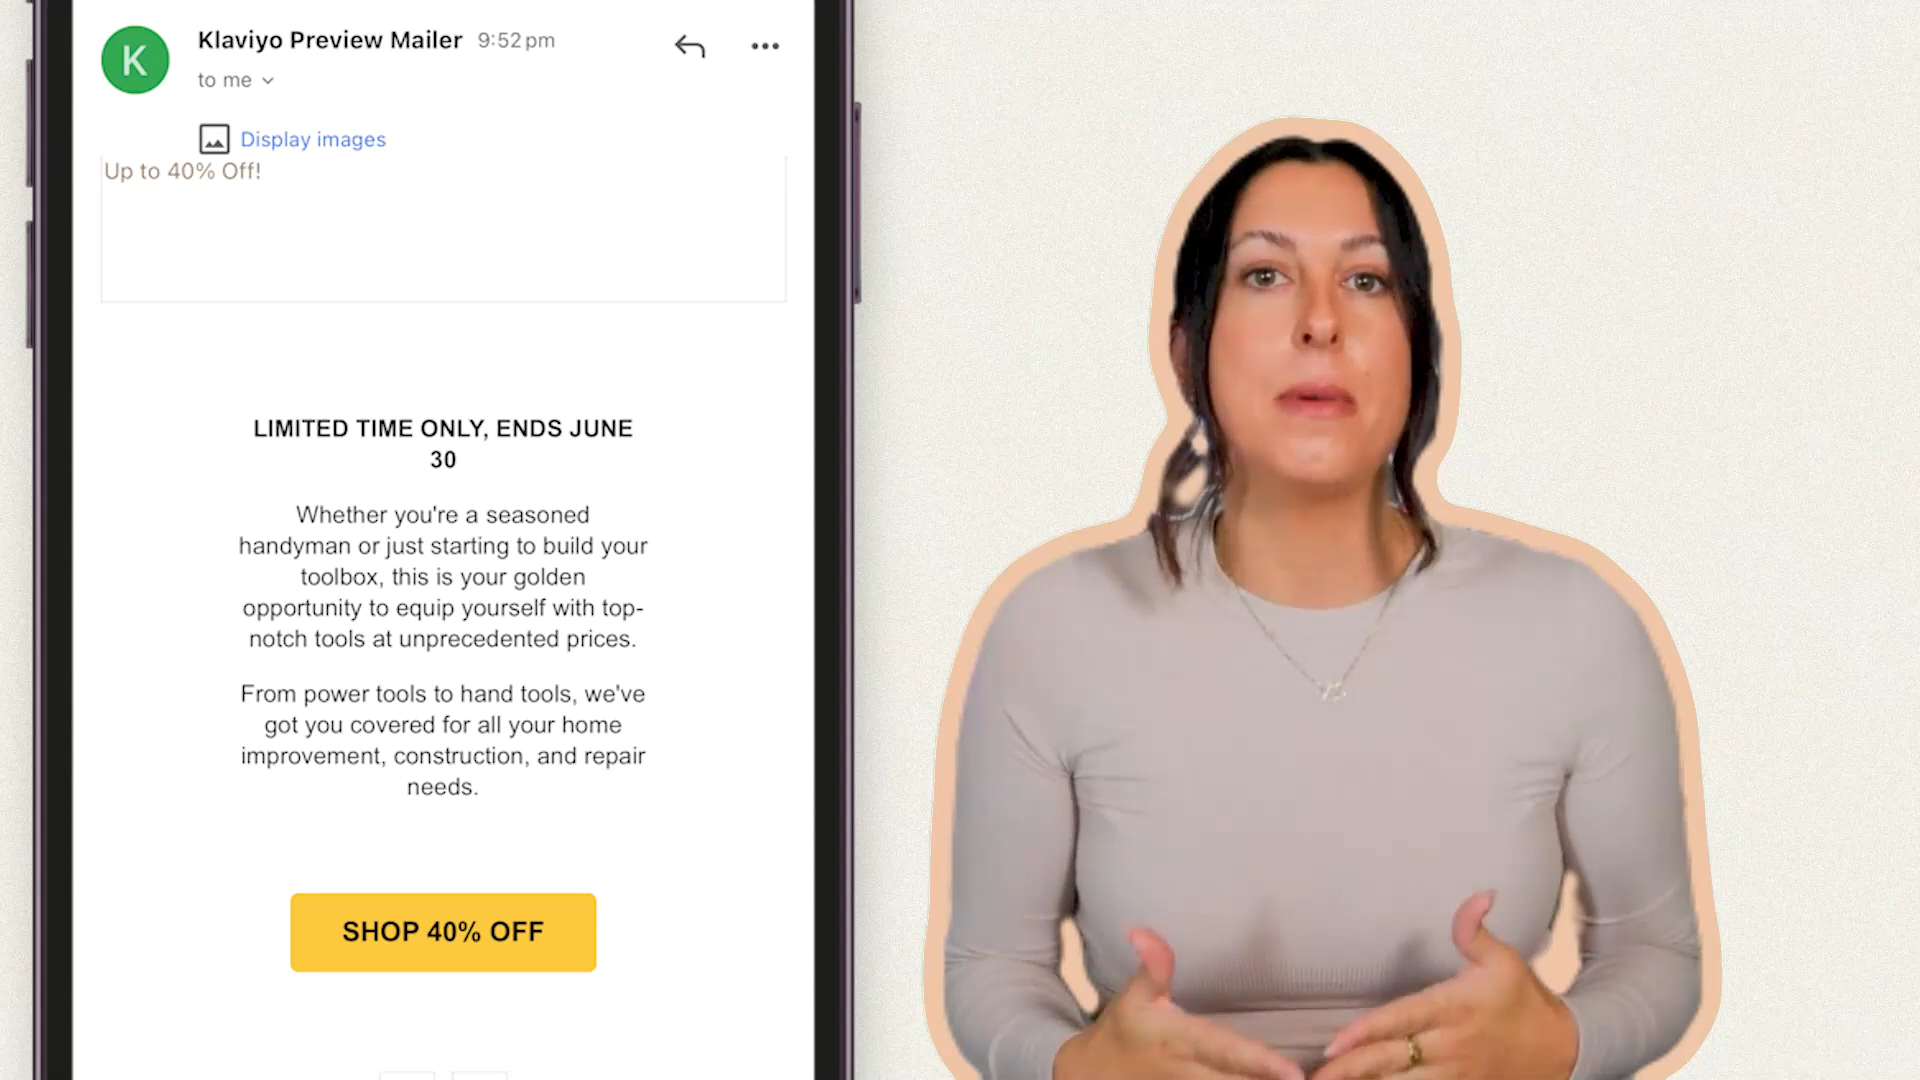 K
Klaviyo Preview Mailer 9:52 pm
to me
Display images
Up to 40% Off!
LIMITED TIME ONLY, ENDS JUNE
30
Whether you're a seasoned
handyman or just starting to build your
toolbox, this is your golden
opportunity to equip yourself with top-
notch tools at unprecedented prices.
From power tools to hand tools, we've
got you covered for all your home
improvement, construction, and repair
needs.
SHOP 40% OFF